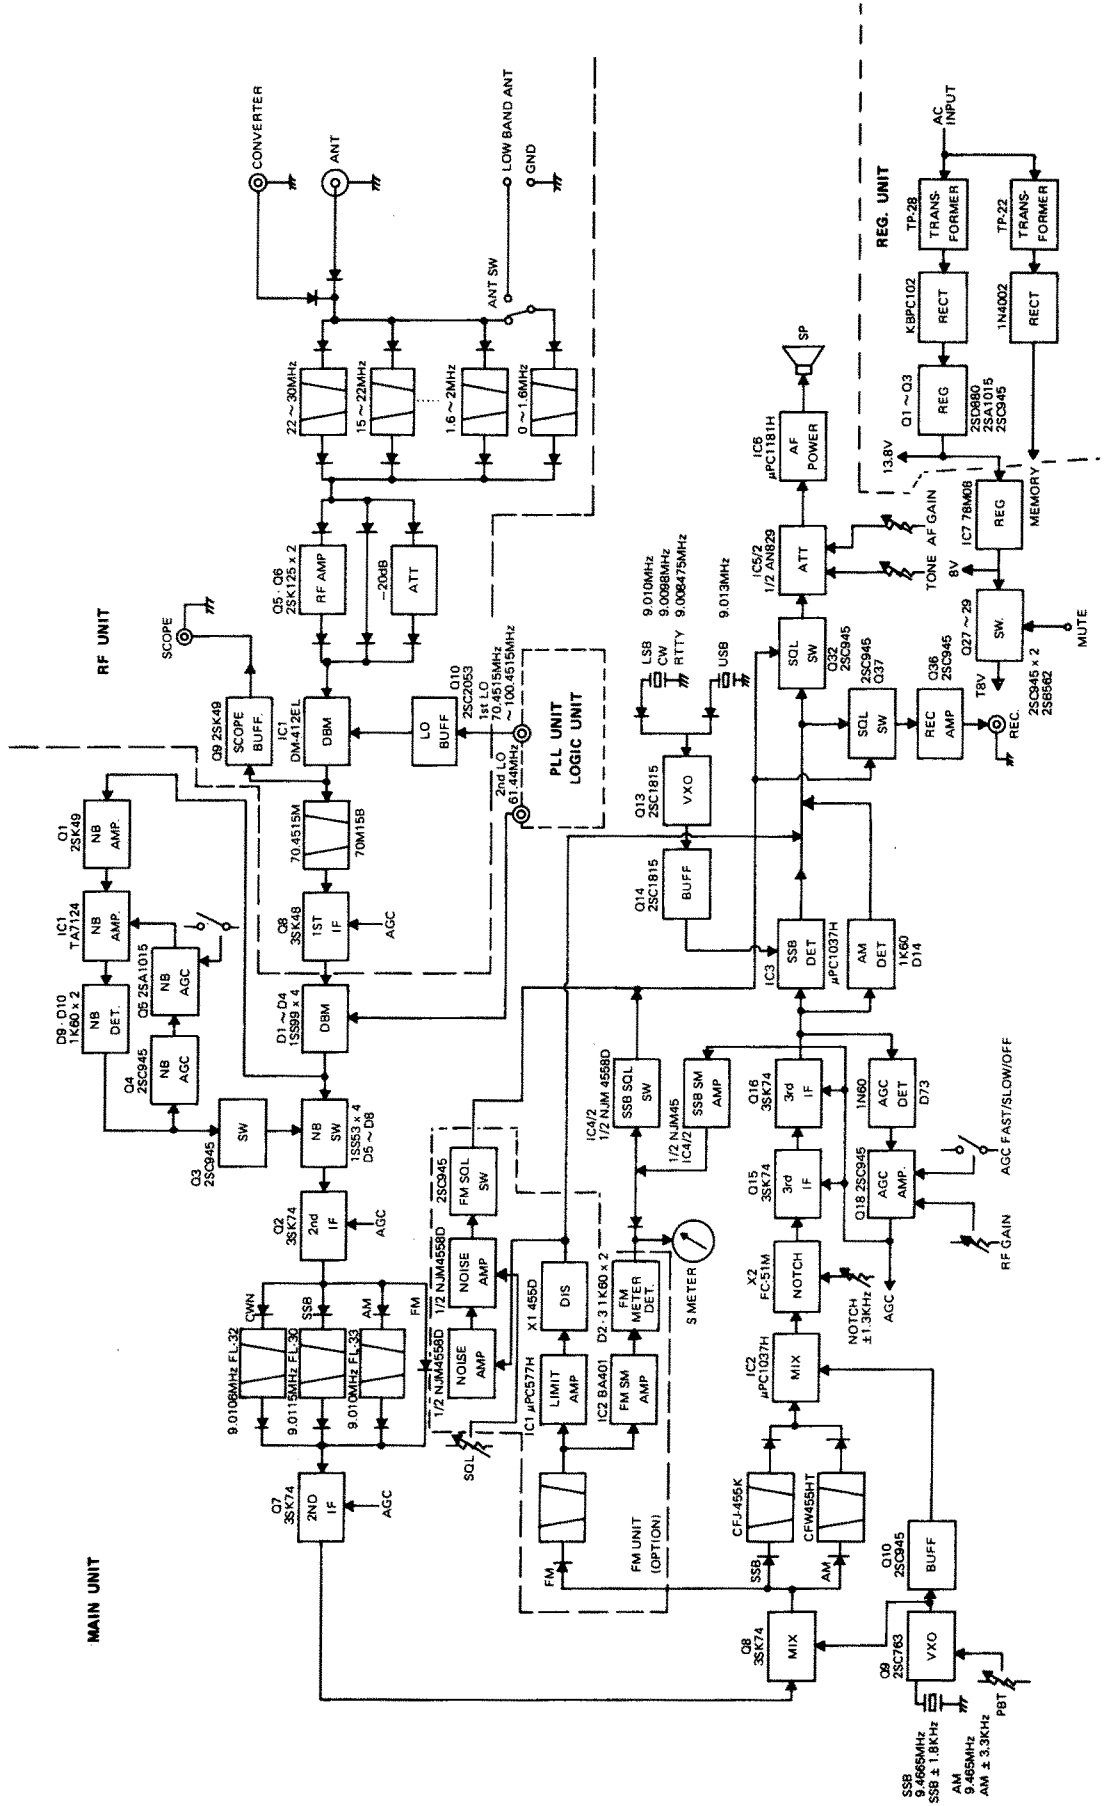 MAIN UNIT
RF UNIT
REG. UNIT
CONVERTER
ANT
LOW BAND ANT
GND
ANT SW
22～30MHz
15～22MHz
1.6～2MHz
0～1.6MHz
SCOPE
Q5 · Q6
2SK125 x 2
RF AMP
−20dB
ATT
Q9 2SK49
SCOPE
BUFF.
IC1
DM-412EL
DBM
LO
BUFF
Q10
2SC2053
1st LO
70.4515MHz
～100.4515MHz
2nd LO
61.44MHz
PLL UNIT
LOGIC UNIT
70.4515M
70M15B
Q8
3SK48
1ST
IF
AGC
D1～D4
1SS99 x 4
DBM
Q1
2SK49
NB
AMP.
IC1
TA7124
NB
AMP.
D9 · D10
1K60 x 2
NB
DET.
Q5 2SA1015
NB
AGC
Q4
2SC945
NB
AGC
Q3
2SC945
SW
NB
SW
1SS53 x 4
D5～D8
Q2
3SK74
2nd
IF
AGC
CWN
SSB
AM
FM
9.0106MHz FL-32
9.0115MHz FL-30
9.010MHz FL-33
Q7
3SK74
2ND
IF
AGC
2SC945
FM SQL
SW
1/2 NJM4558D
NOISE
AMP
1/2 NJM4558D
NOISE
AMP
SQL
X1 455D
DIS
IC1 μPC577H
LIMIT
AMP
D2 · 3 1K60 x 2
FM
METER
DET.
IC2 BA401
FM SM
AMP
FM
FM UNIT
(OPTION)
S METER
IC4/2
1/2 NJM 4558D
SSB SQL
SW
1/2 NJM45
IC4/2
SSB SM
AMP
Q8
3SK74
MIX
SSB
AM
CFJ-455K
CFW455HT
IC2
μPC1037H
MIX
X2
FC-51M
NOTCH
NOTCH
±1.3KHz
Q15
3SK74
3rd
IF
Q16
3SK74
3rd
IF
1N60
AGC
DET
D73
Q18 2SC945
AGC
AMP.
AGC
RF GAIN
AGC FAST/SLOW/OFF
Q9
2SC763
VXO
Q10
2SC945
BUFF
PBT
SSB
9.4665MHz
SSB ± 1.8KHz
AM
9.465MHz
AM ± 3.3KHz
IC3
SSB
DET
μPC1037H
AM
DET
1K60
D14
Q14
2SC1815
BUFF
Q13
2SC1815
VXO
LSB
CW
RTTY
9.010MHz
9.0098MHz
9.008475MHz
USB
9.013MHz
SQL
SW
Q32
2SC945
2SC945
Q37
SQL
SW
Q36
2SC945
REC
AMP
REC.
IC5/2
1/2 AN829
ATT
TONE
AF GAIN
IC6
μPC1181H
AF
POWER
SP
AC
INPUT
TP-28
TRANS-
FORMER
TP-22
TRANS-
FORMER
KBPC102
RECT
1N4002
RECT
Q1～Q3
REG
2SD880
2SA1015
2SC945
13.8V
MEMORY
IC7 78M08
REG
8V
Q27～29
SW.
T8V
2SC945 x 2
2SB562
MUTE